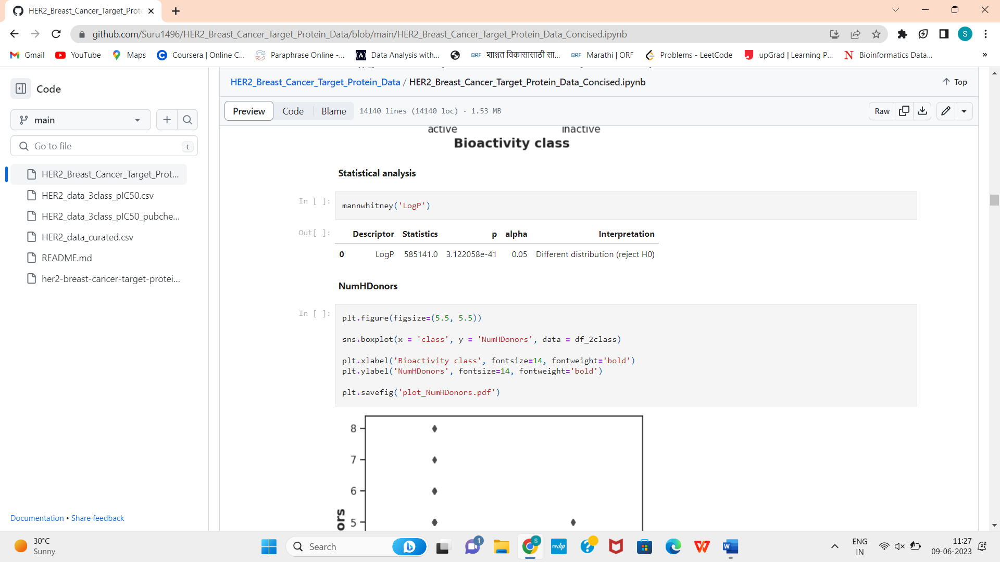 HER2_Breast_Cancer_Target_Prote
github.com/Suru1496/HER2_Breast_Cancer_Target_Protein_Data/blob/main/HER2_Breast_Cancer_Target_Protein_Data_Concised.ipynb
S
Gmail YouTube Maps Coursera | Online C... Paraphrase Online -... (A) Data Analysis with... ORF शाश्वत विकासासाठी सा... ORF Marathi | ORF Problems - LeetCode upGrad | Learning P... N Bioinformatics Data... »
Code
main
Go to file t
HER2_Breast_Cancer_Target_Prot...
HER2_data_3class_pIC50.csv
HER2_data_3class_pIC50_pubche...
HER2_data_curated.csv
README.md
her2-breast-cancer-target-protei...
Documentation • Share feedback
HER2_Breast_Cancer_Target_Protein_Data / HER2_Breast_Cancer_Target_Protein_Data_Concised.ipynb
Top
Preview Code Blame 14140 lines (14140 loc) · 1.53 MB
Raw
active inactive
Bioactivity class
Statistical analysis
In [ ]: mannwhitney('LogP')
Out[ ]: Descriptor Statistics p alpha Interpretation
0 LogP 585141.0 3.122058e-41 0.05 Different distribution (reject H0)
NumHDonors
In [ ]: plt.figure(figsize=(5.5, 5.5))
sns.boxplot(x = 'class', y = 'NumHDonors', data = df_2class)
plt.xlabel('Bioactivity class', fontsize=14, fontweight='bold')
plt.ylabel('NumHDonors', fontsize=14, fontweight='bold')
plt.savefig('plot_NumHDonors.pdf')
8
7
6
5
ors
30°C
Sunny
Search
1
S
myhp
W
ENG
IN
11:27
09-06-2023